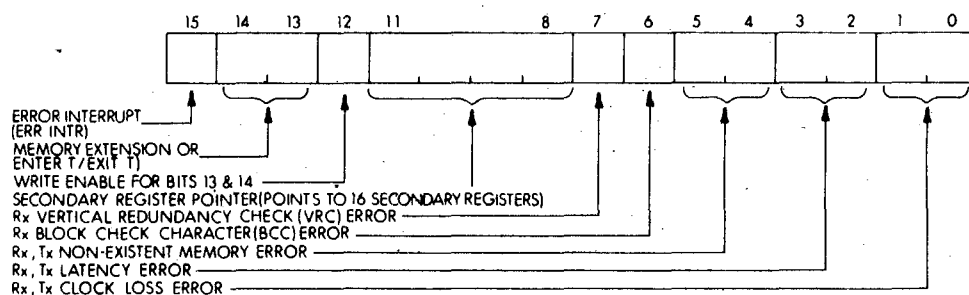 15 14 13 12 11 8 7 6 5 4 3 2 1 0
ERROR INTERRUPT
(ERR INTR)
MEMORY EXTENSION OR
ENTER T/EXIT T)
WRITE ENABLE FOR BITS 13 & 14
SECONDARY REGISTER POINTER(POINTS TO 16 SECONDARY REGISTERS)
Rx VERTICAL REDUNDANCY CHECK (VRC) ERROR
Rx BLOCK CHECK CHARACTER(BCC) ERROR
Rx, Tx NON-EXISTENT MEMORY ERROR
Rx, Tx LATENCY ERROR
Rx, Tx CLOCK LOSS ERROR